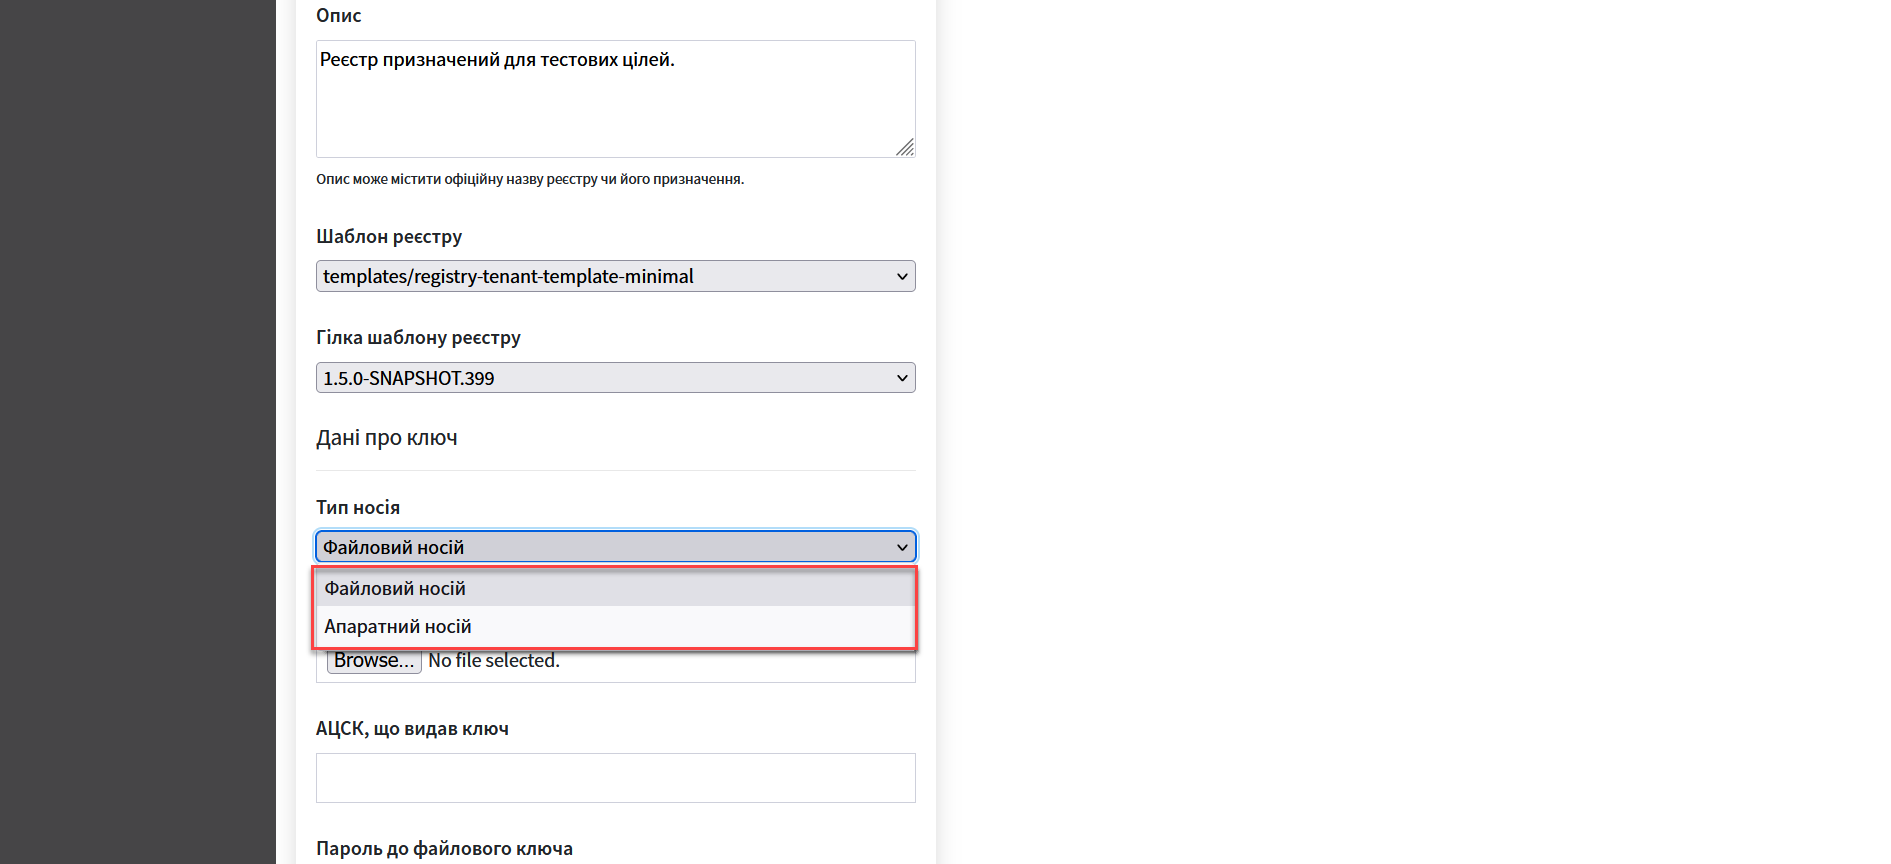 Опис
Реєстр призначений для тестових цілей.
Опис може містити офіційну назву реєстру чи його призначення.
Шаблон реєстру
templates/registry-tenant-template-minimal
Гілка шаблону реєстру
1.5.0-SNAPSHOT.399
Дані про ключ
Тип носія
Файловий носій
Файловий носій
Апаратний носій
Browse... No file selected.
АЦСК, що видав ключ
Пароль до файлового ключа